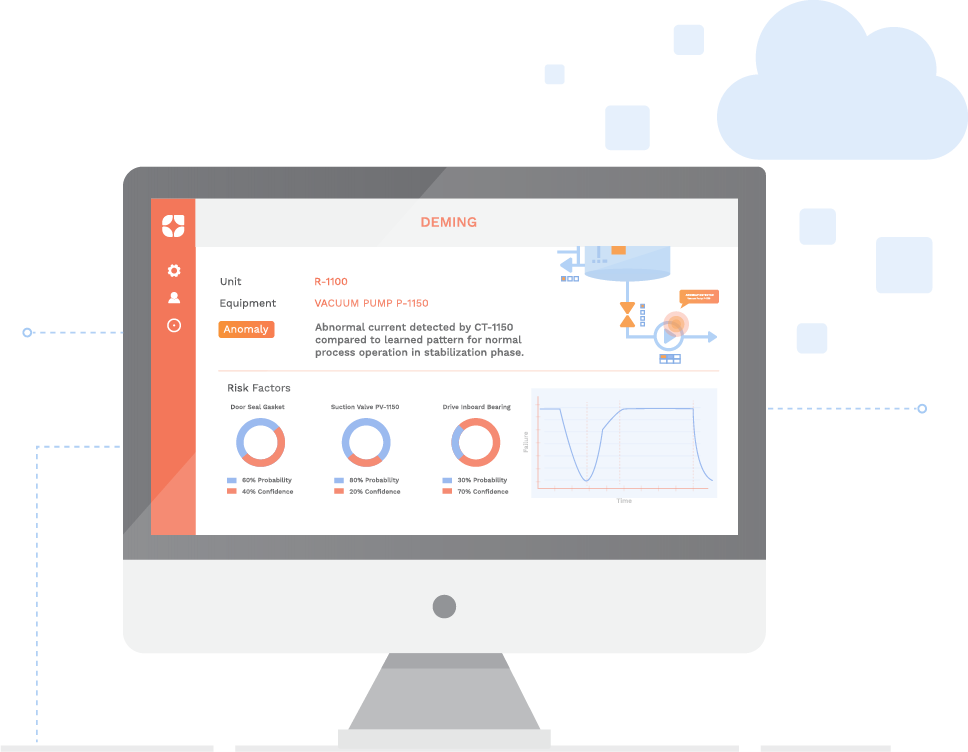 DEMING
Unit
R-1100
Equipment
VACUUM PUMP P-1150
Anomaly
Abnormal current detected by CT-1150
compared to learned pattern for normal
process operation in stabilization phase.
Risk Factors
Door Seal Gasket
60% Probability
40% Confidence
Suction Valve PV-1150
80% Probability
20% Confidence
Drive Inboard Bearing
30% Probability
70% Confidence
Failure
Time